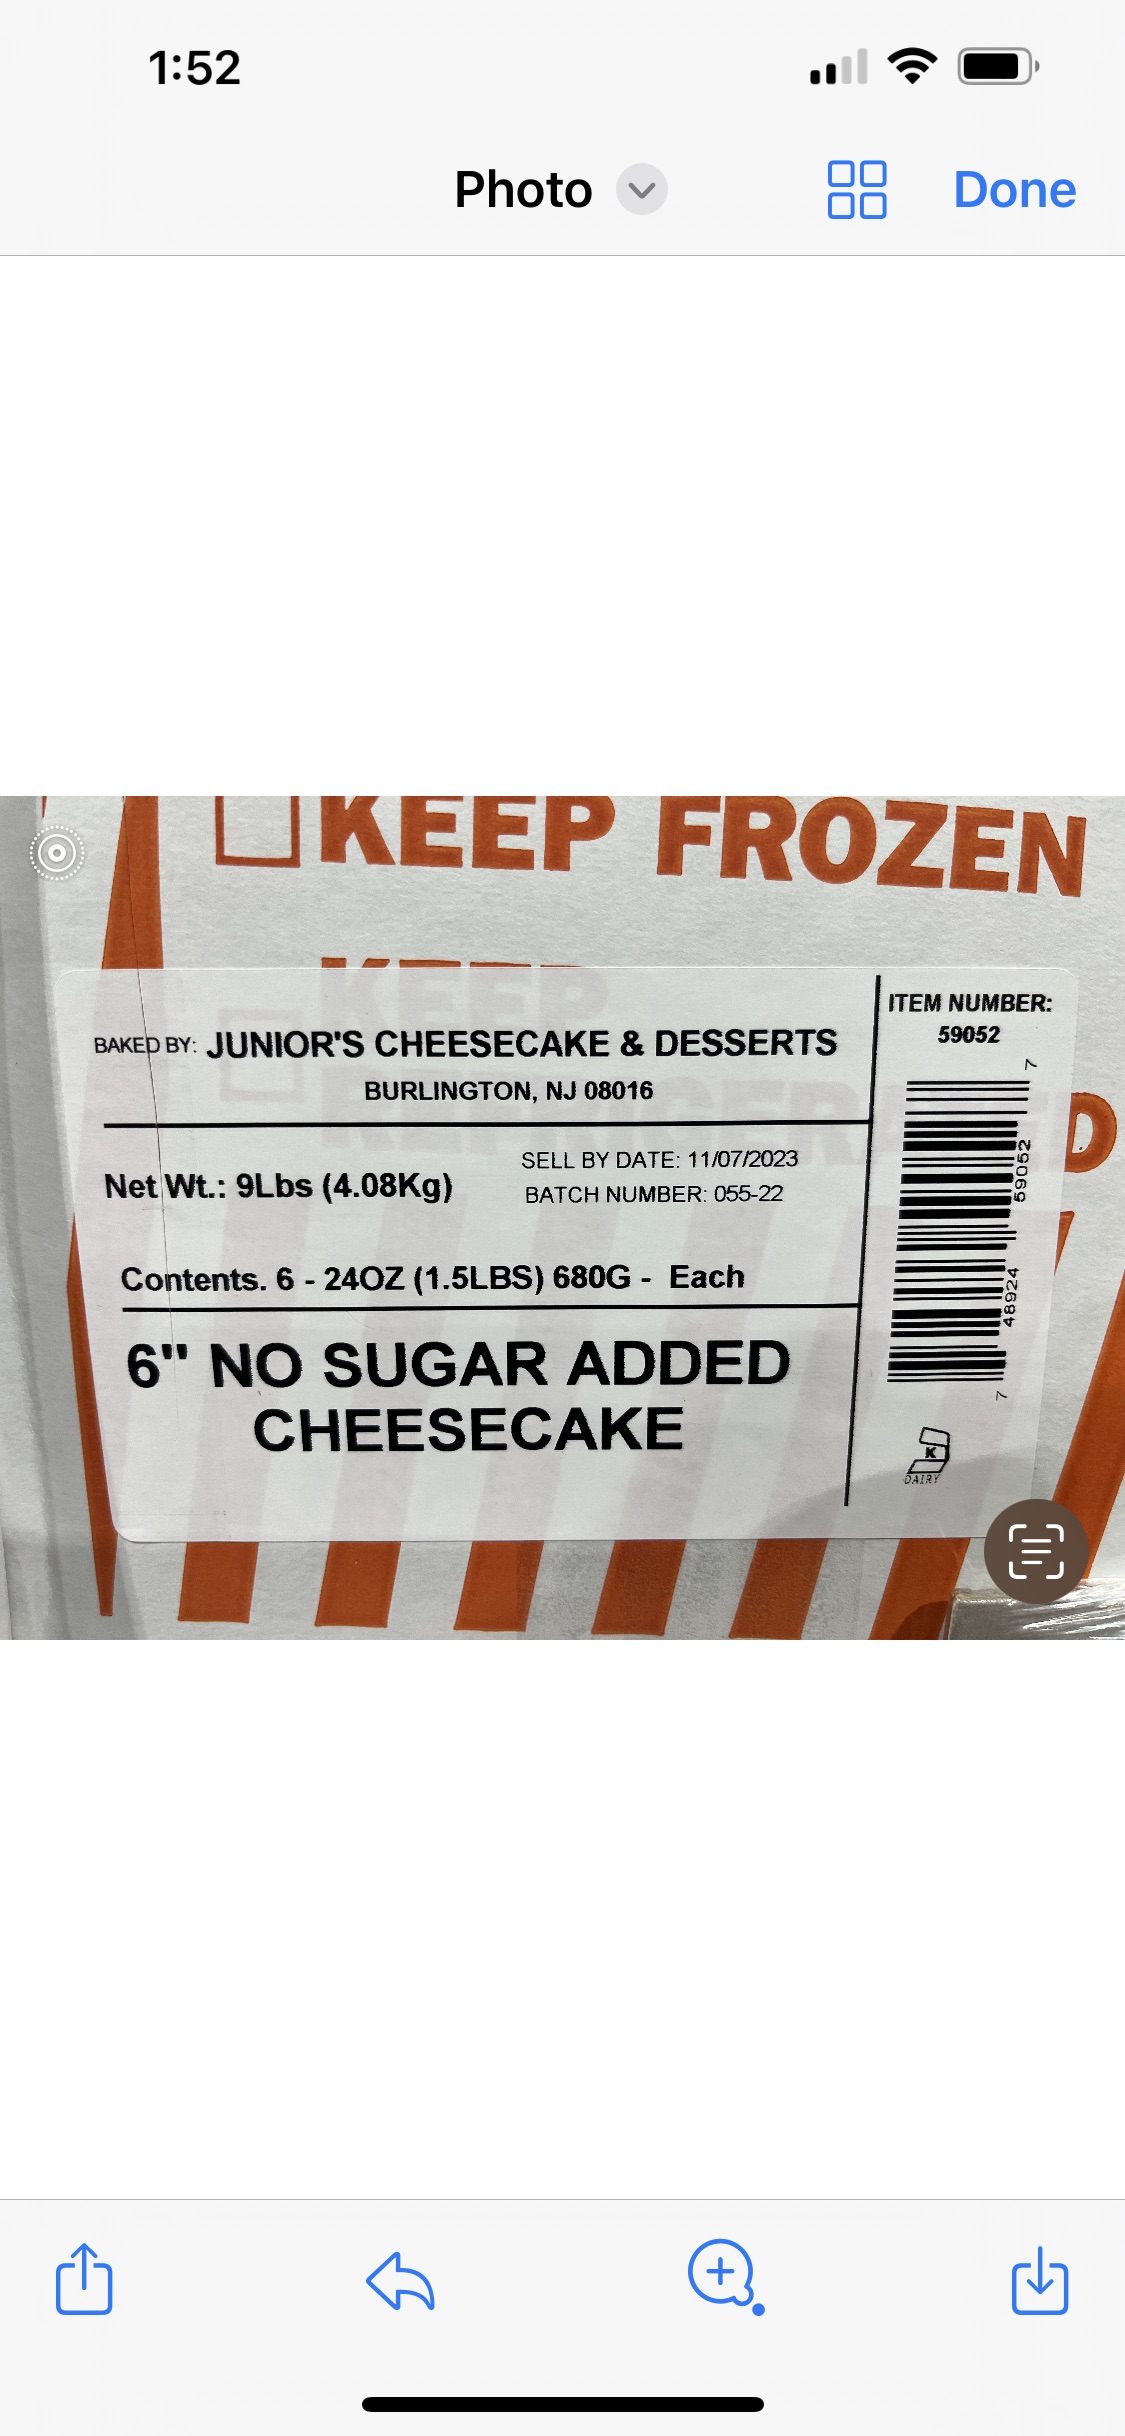 1:52
Photo
Done
KEEP FROZEN
KEEP
REFRIGERATED
BAKED BY: JUNIOR'S CHEESECAKE & DESSERTS
BURLINGTON, NJ 08016
Net Wt.: 9Lbs (4.08Kg)
SELL BY DATE: 11/07/2023
BATCH NUMBER: 055-22
Contents. 6 - 24OZ (1.5LBS) 680G - Each
6" NO SUGAR ADDED
CHEESECAKE
ITEM NUMBER:
59052
7 48924 59052 7
K
DAIRY